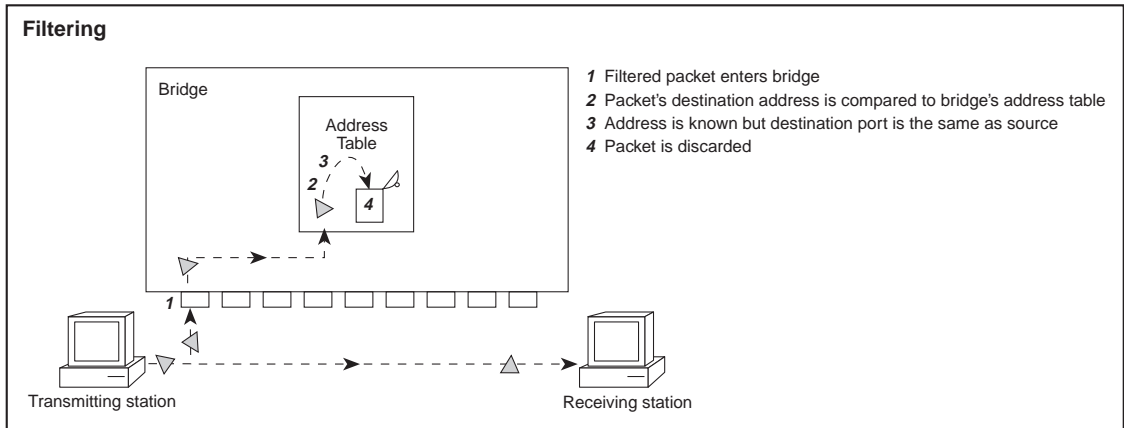 Filtering
Bridge
Address
Table
3
2
4
1
Transmitting station
Receiving station
1 Filtered packet enters bridge
2 Packet's destination address is compared to bridge's address table
3 Address is known but destination port is the same as source
4 Packet is discarded